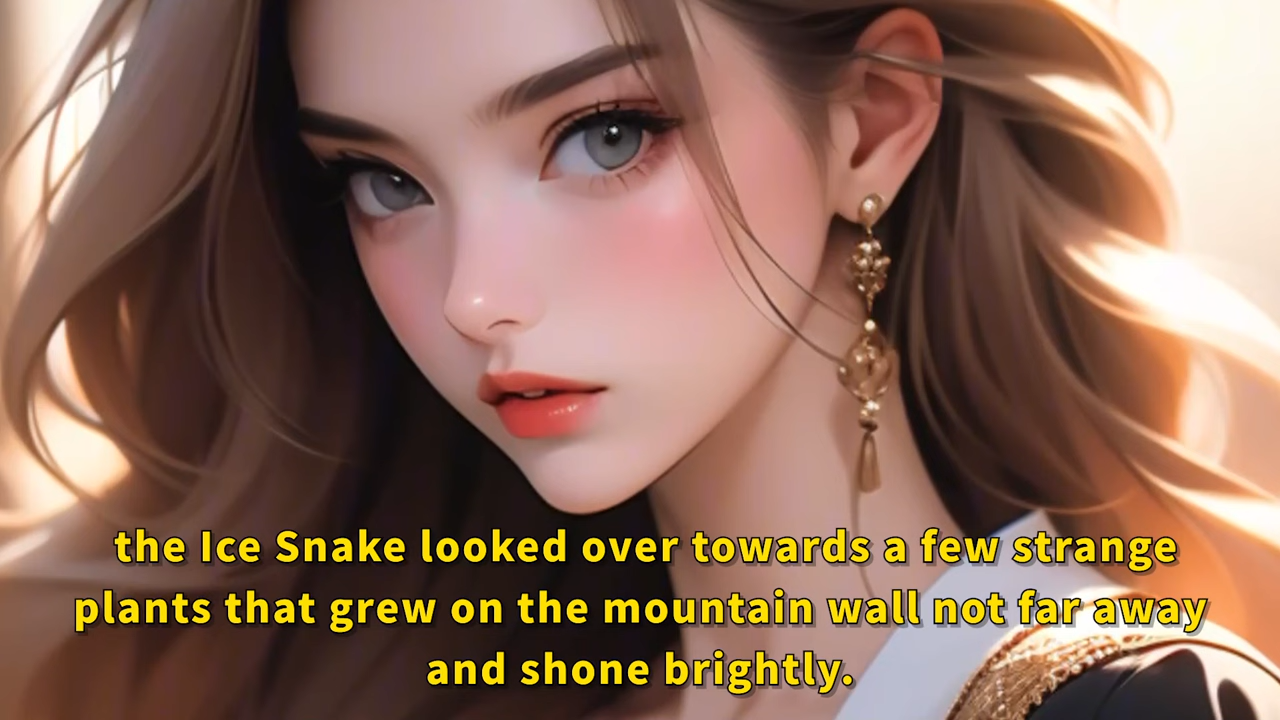 the Ice Snake looked over towards a few strange
plants that grew on the mountain wall not far away
and shone brightly.